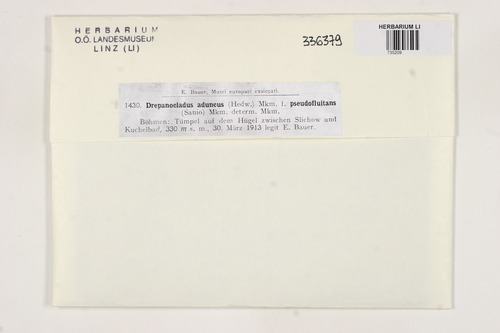 HERBARIUM
O.Ö. LANDESMUSEUM
LINZ (LI)
336379
HERBARIUM LI
E. Bauer, Musci europaei exsiccati.
1430. Drepanocladus aduncus (Hedw.) Mkm. f. pseudofluitans
(Sanio) Mkm. determ. Mkm.
Böhmen: Tümpel auf dem Hügel zwischen Slichow und
Kuchelbad, 330 m s. m., 30. März 1913 legit E. Bauer.